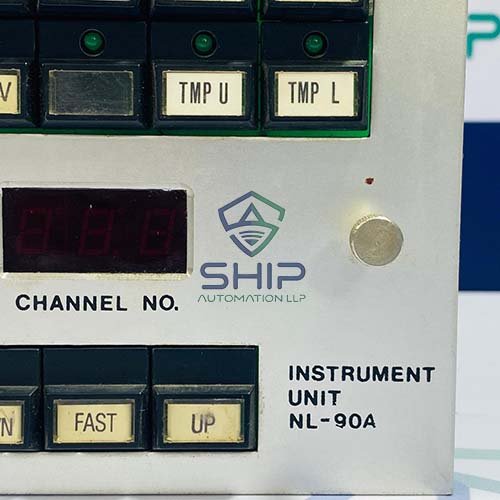 V
TMP U
TMP L
SHIP
AUTOMATION LLP
CHANNEL NO.
INSTRUMENT
UNIT
NL-90A
FAST
UP